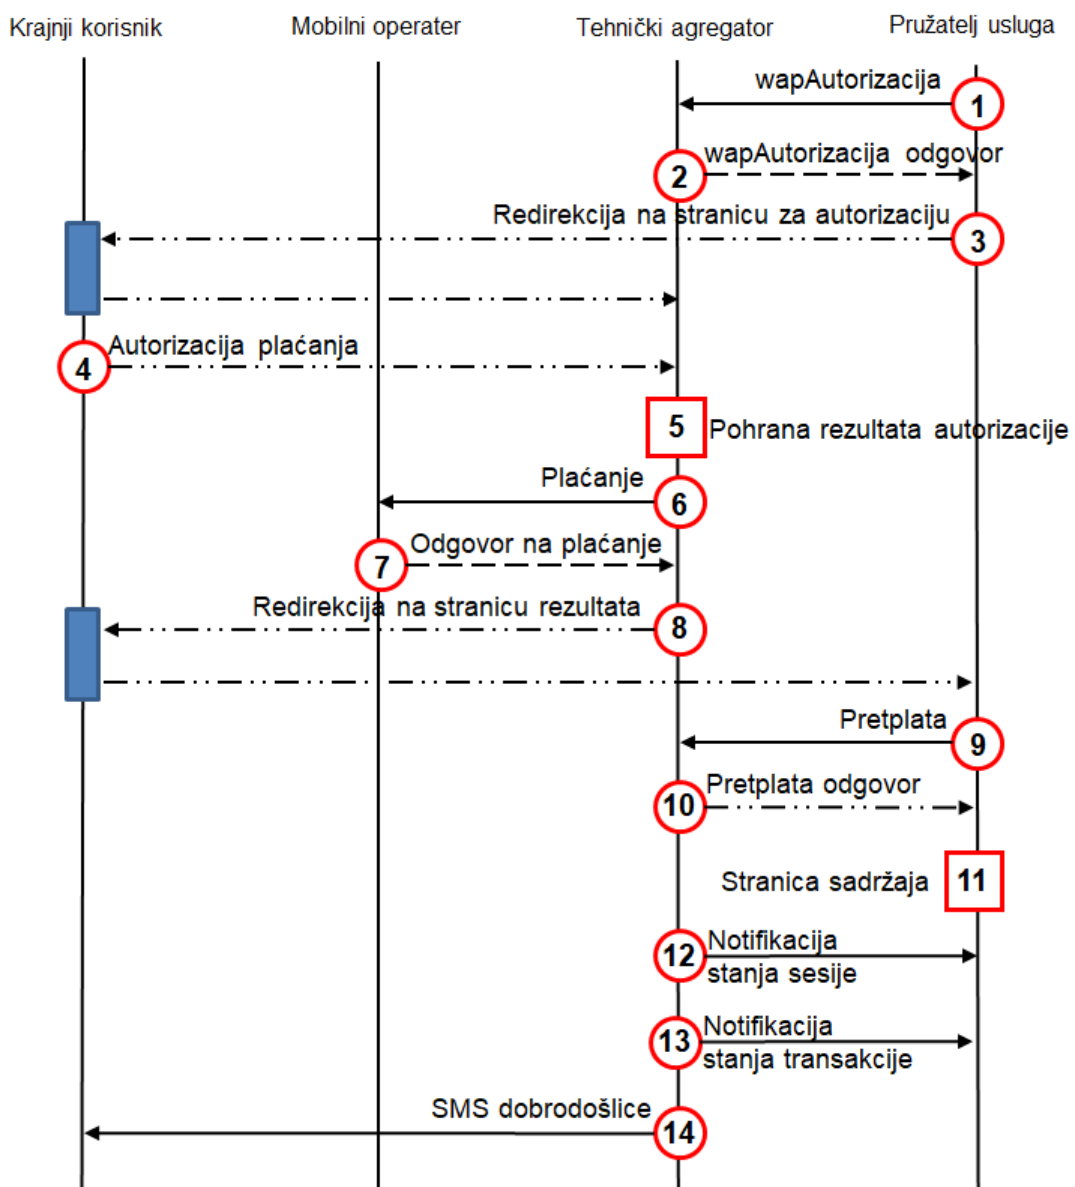 Krajnji korisnik
Mobilni operater
Tehnički agregator
Pružatelj usluga
wapAutorizacija
1
wapAutorizacija odgovor
2
Redirekcija na stranicu za autorizaciju
3
Autorizacija plaćanja
4
5
Pohrana rezultata autorizacije
Plaćanje
6
Odgovor na plaćanje
7
Redirekcija na stranicu rezultata
8
Pretplata
9
Pretplata odgovor
10
Stranica sadržaja
11
12
Notifikacija
stanja sesije
13
Notifikacija
stanja transakcije
SMS dobrodošlice
14